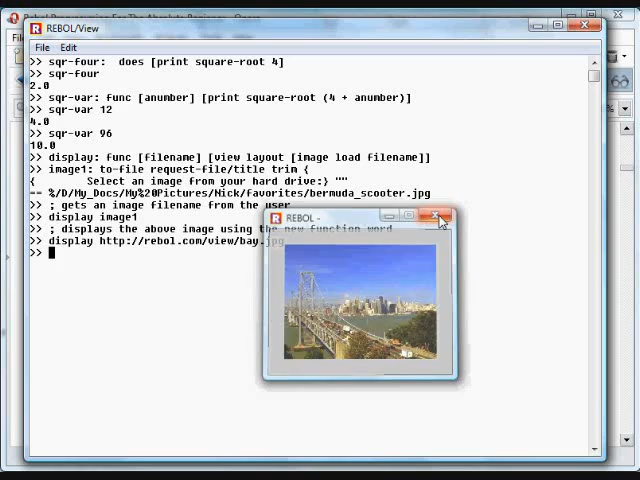 REBOL/View
File Edit
>> sqr-four:  does [print square-root 4]
>> sqr-four
2.0
>> sqr-var: func [anumber] [print square-root (4 + anumber)]
>> sqr-var 12
4.0
>> sqr-var 96
10.0
>> display: func [filename] [view layout [image load filename]]
>> image1: to-file request-file/title trim {
{       Select an image from your hard drive:} ""
== %/D/My_Docs/My%20Pictures/Nick/favorites/bermuda_scooter.jpg
>> ; gets an image filename from the user
>> display image1
>> ; displays the above image using the new function word
>> display http://rebol.com/view/bay.jpg
>>
REBOL -